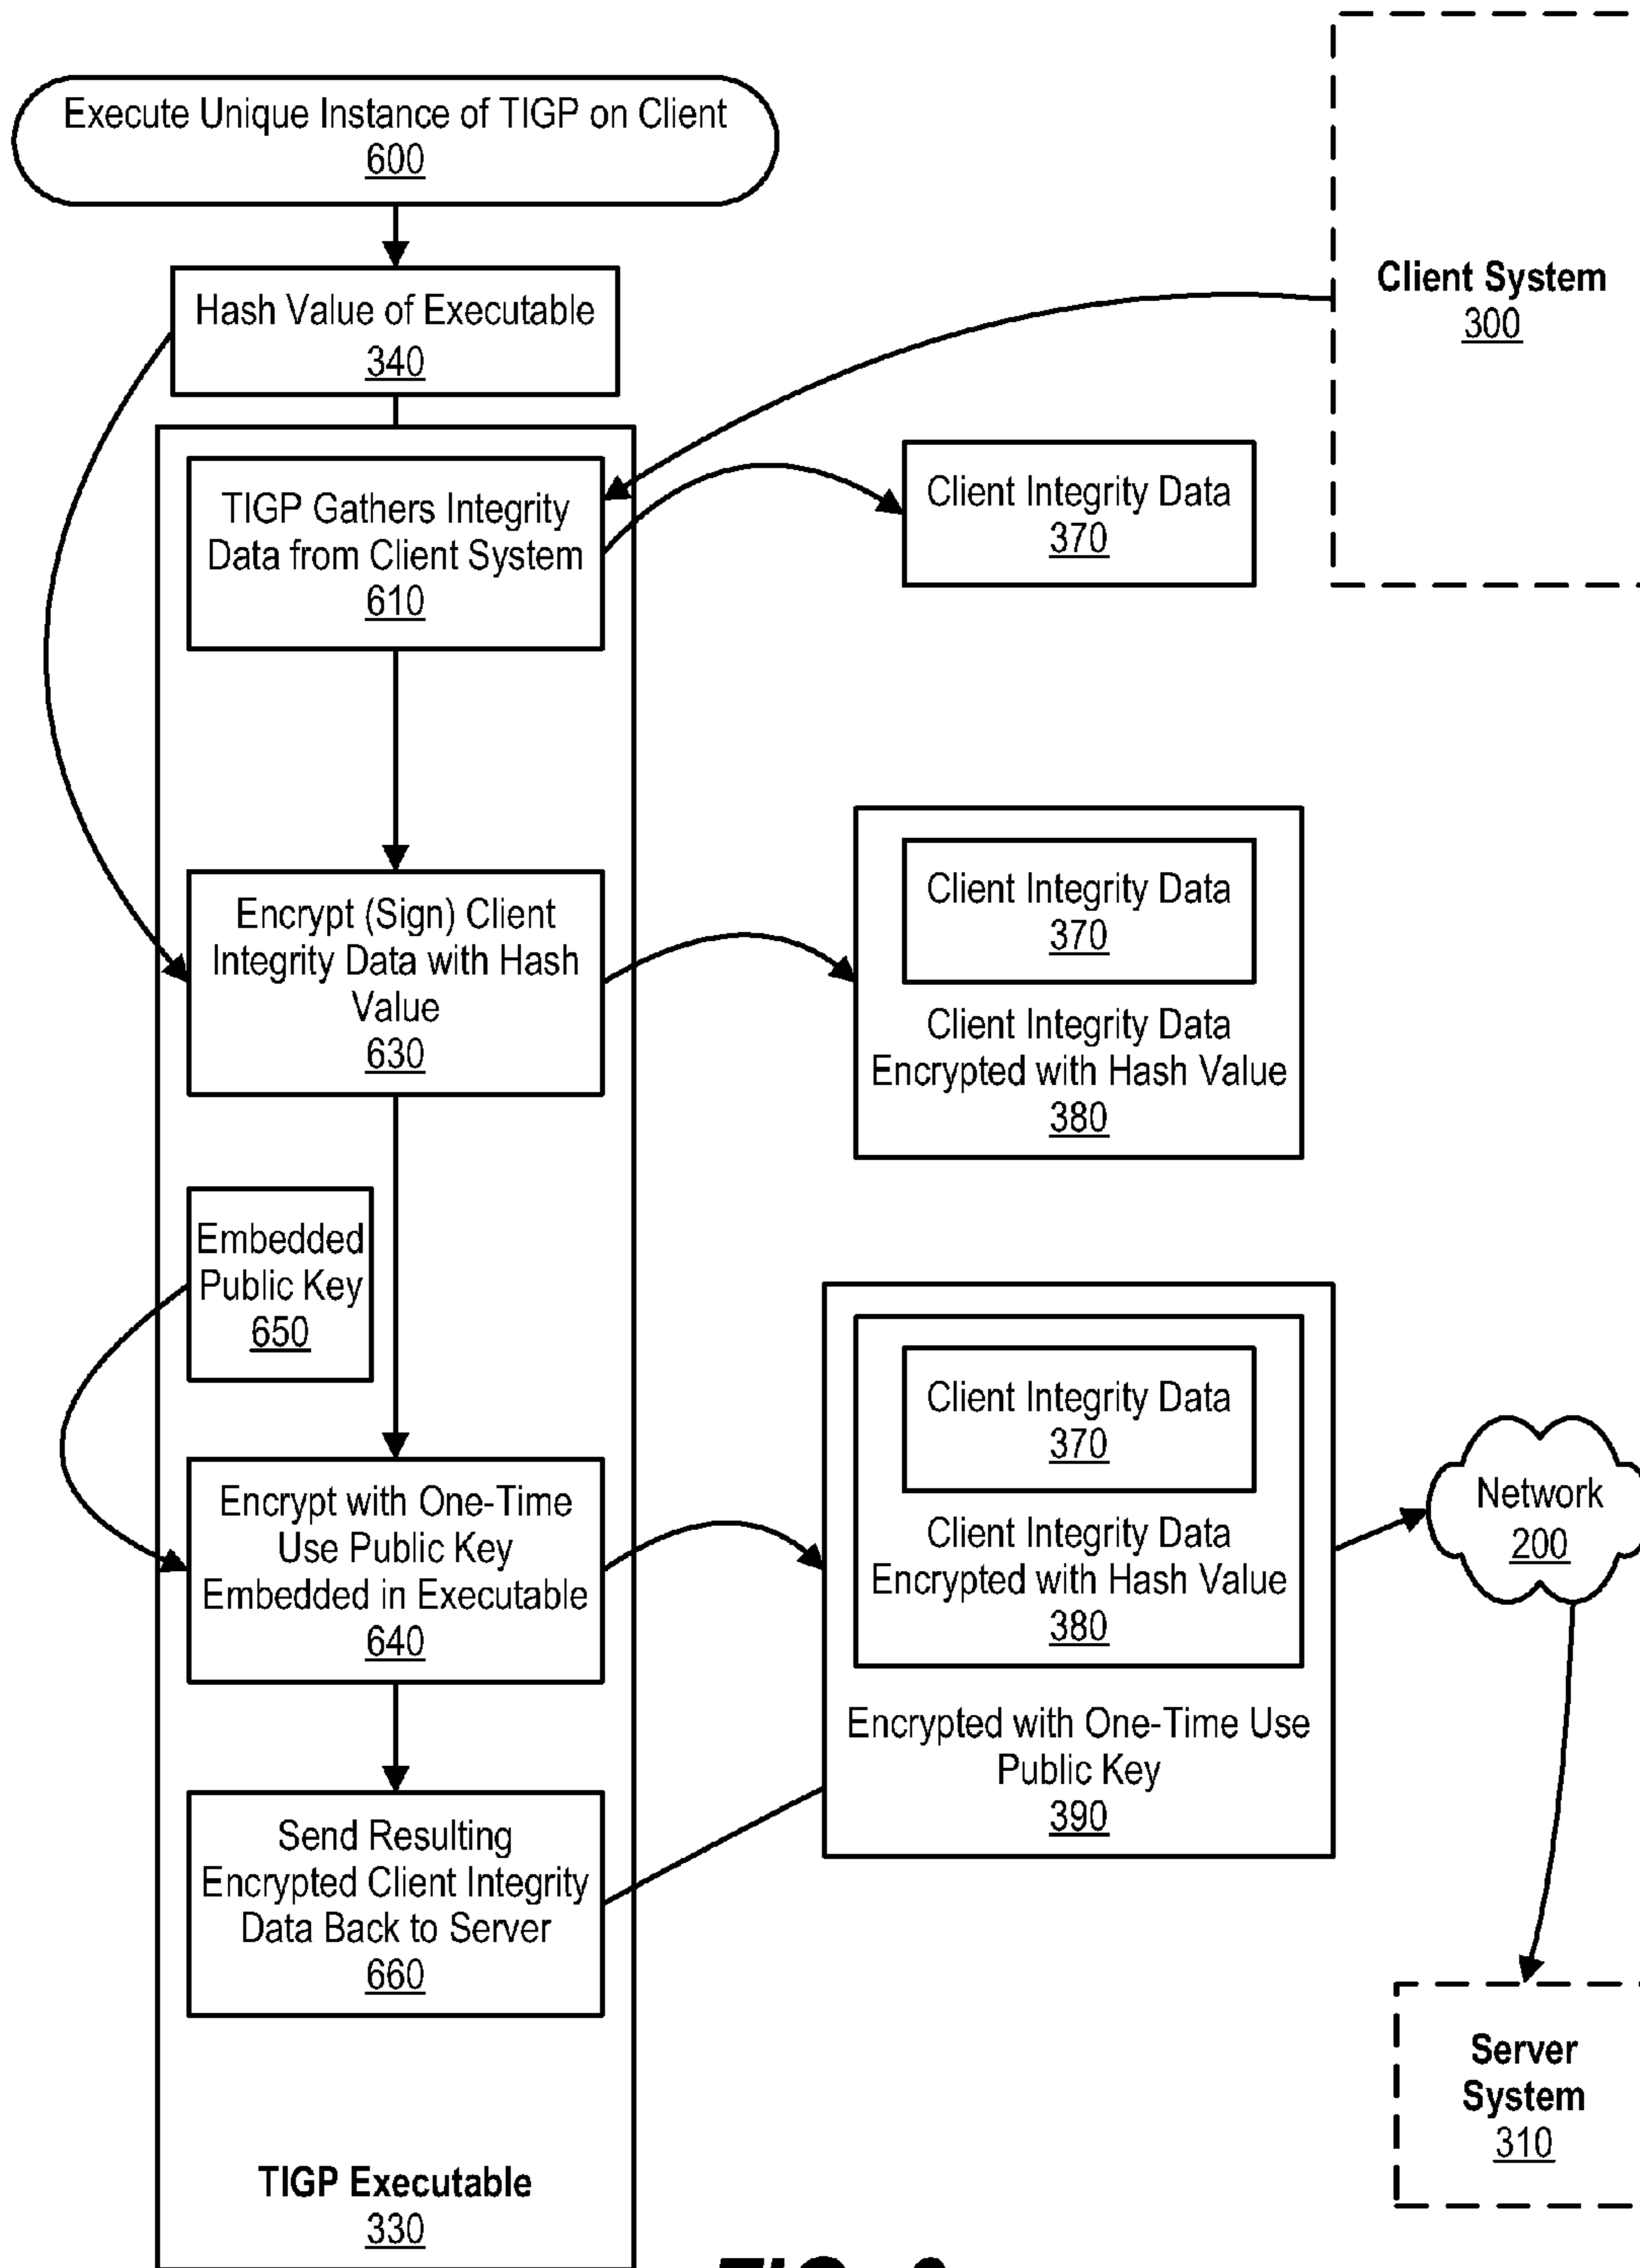 Execute Unique Instance of TIGP on Client
600
Hash Value of Executable
340
Client System
300
TIGP Gathers Integrity
Data from Client System
610
Client Integrity Data
370
Encrypt (Sign) Client
Integrity Data with Hash
Value
630
Client Integrity Data
370
Client Integrity Data
Encrypted with Hash Value
380
Embedded
Public Key
650
Encrypt with One-Time
Use Public Key
Embedded in Executable
640
Client Integrity Data
370
Client Integrity Data
Encrypted with Hash Value
380
Encrypted with One-Time Use
Public Key
390
Network
200
Send Resulting
Encrypted Client Integrity
Data Back to Server
660
Server
System
310
TIGP Executable
330